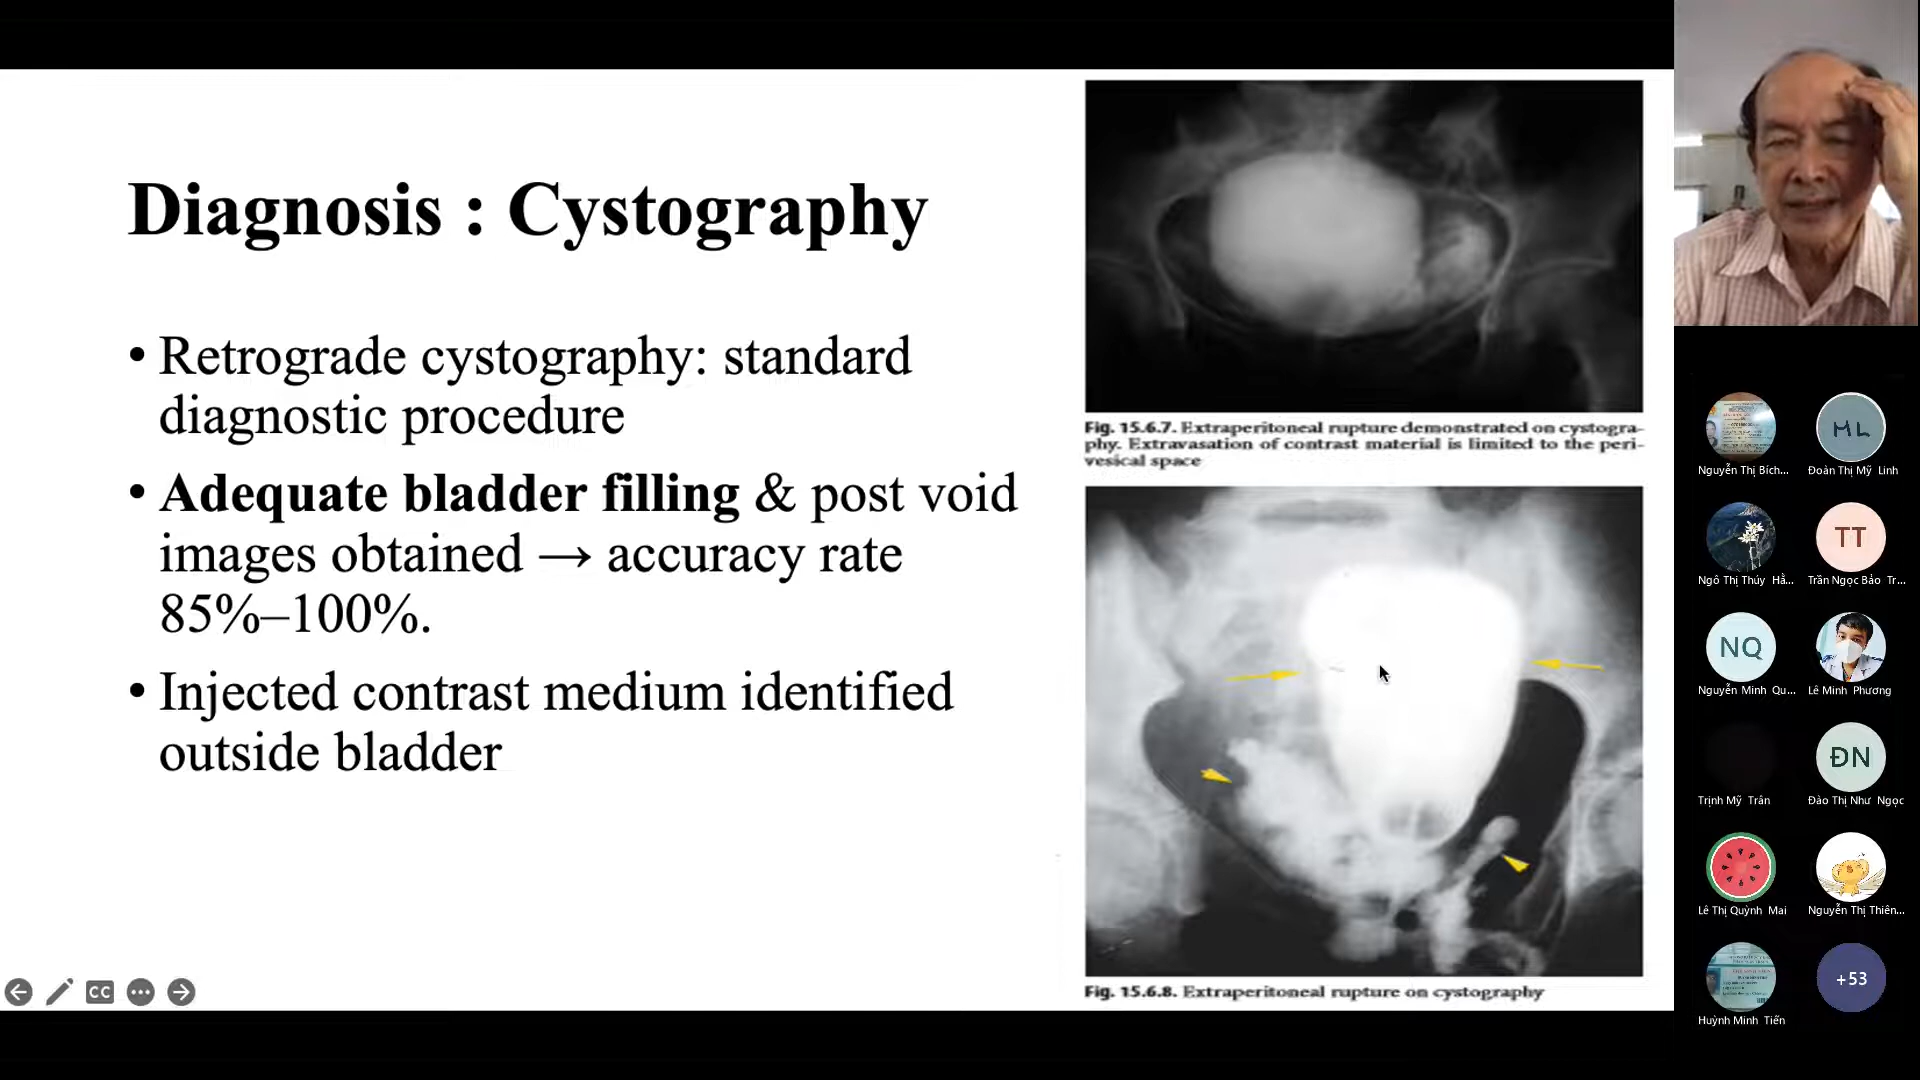 Diagnosis : Cystography
• Retrograde cystography: standard
diagnostic procedure
• Adequate bladder filling & post void
images obtained → accuracy rate
85%–100%.
• Injected contrast medium identified
outside bladder
Fig. 15.6.7. Extraperitoneal rupture demonstrated on cystogra-
phy. Extravasation of contrast material is limited to the peri-
vesical space
Fig. 15.6.8. Extraperitoneal rupture on cystography
CC
Nguyễn Thị Bích...
ML
Đoàn Thị Mỹ Linh
Ngô Thị Thúy Hằ...
TT
Trần Ngọc Bảo Tr...
NQ
Nguyễn Minh Qu...
Lê Minh Phương
Trịnh Mỹ Trân
ĐN
Đào Thị Như Ngọc
Lê Thị Quỳnh Mai
Nguyễn Thị Thiên...
Huỳnh Minh Tiến
+53